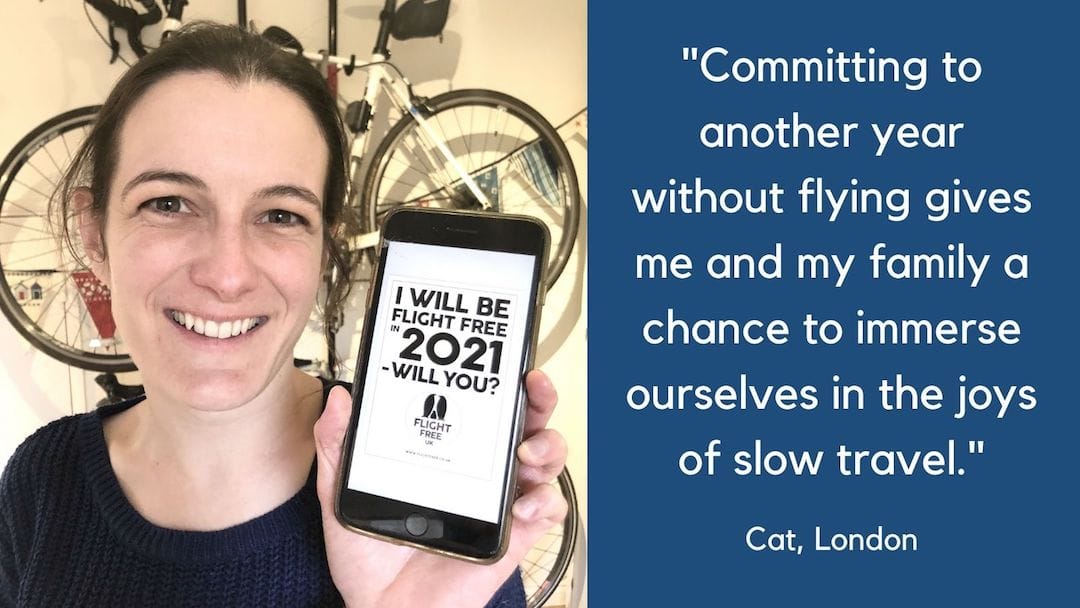 I WILL BE
FLIGHT FREE
IN 2021
-WILL YOU?
FLIGHT
FREE
UK
"Committing to
another year
without flying gives
me and my family a
chance to immerse
ourselves in the joys
of slow travel."
Cat, London